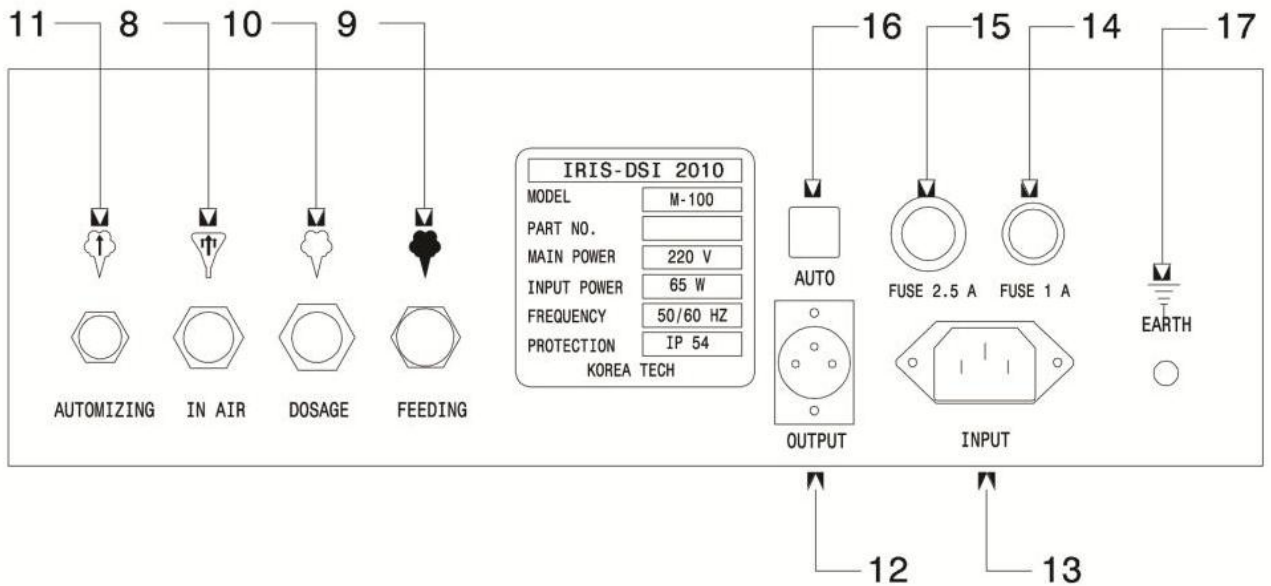 11 8 10 9 16 15 14 17
IRIS-DSI 2010
MODEL M-100
PART NO.
MAIN POWER 220 V
INPUT POWER 65 W
FREQUENCY 50/60 HZ
PROTECTION IP 54
KOREA TECH
AUTO
FUSE 2.5 A FUSE 1 A
EARTH
AUTOMIZING IN AIR DOSAGE FEEDING
OUTPUT INPUT
12 13